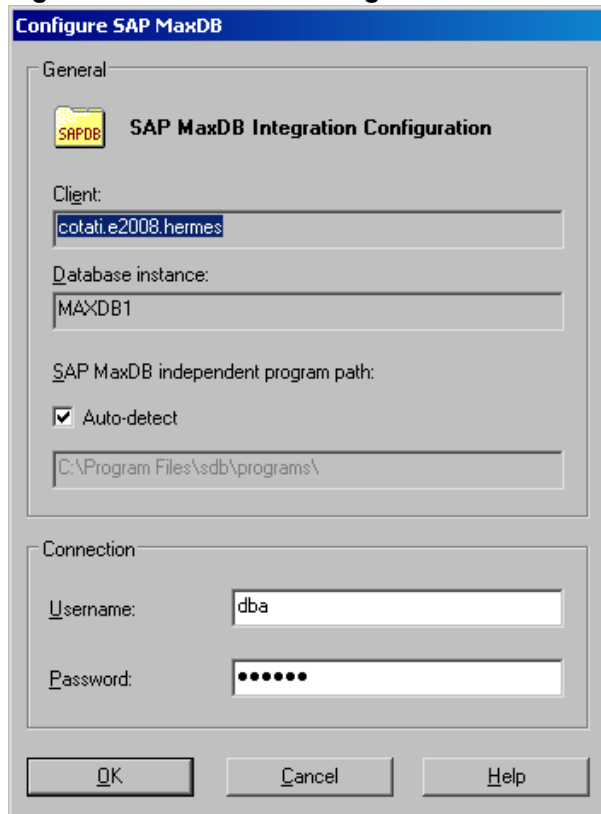 Configure SAP MaxDB
General
SAPDB
SAP MaxDB Integration Configuration
Client:
cotati.e2008.hermes
Database instance:
MAXDB1
SAP MaxDB independent program path:
Auto-detect
C:\Program Files\sdb\programs\
Connection
Username:
dba
Password:
●●●●●●
OK
Cancel
Help